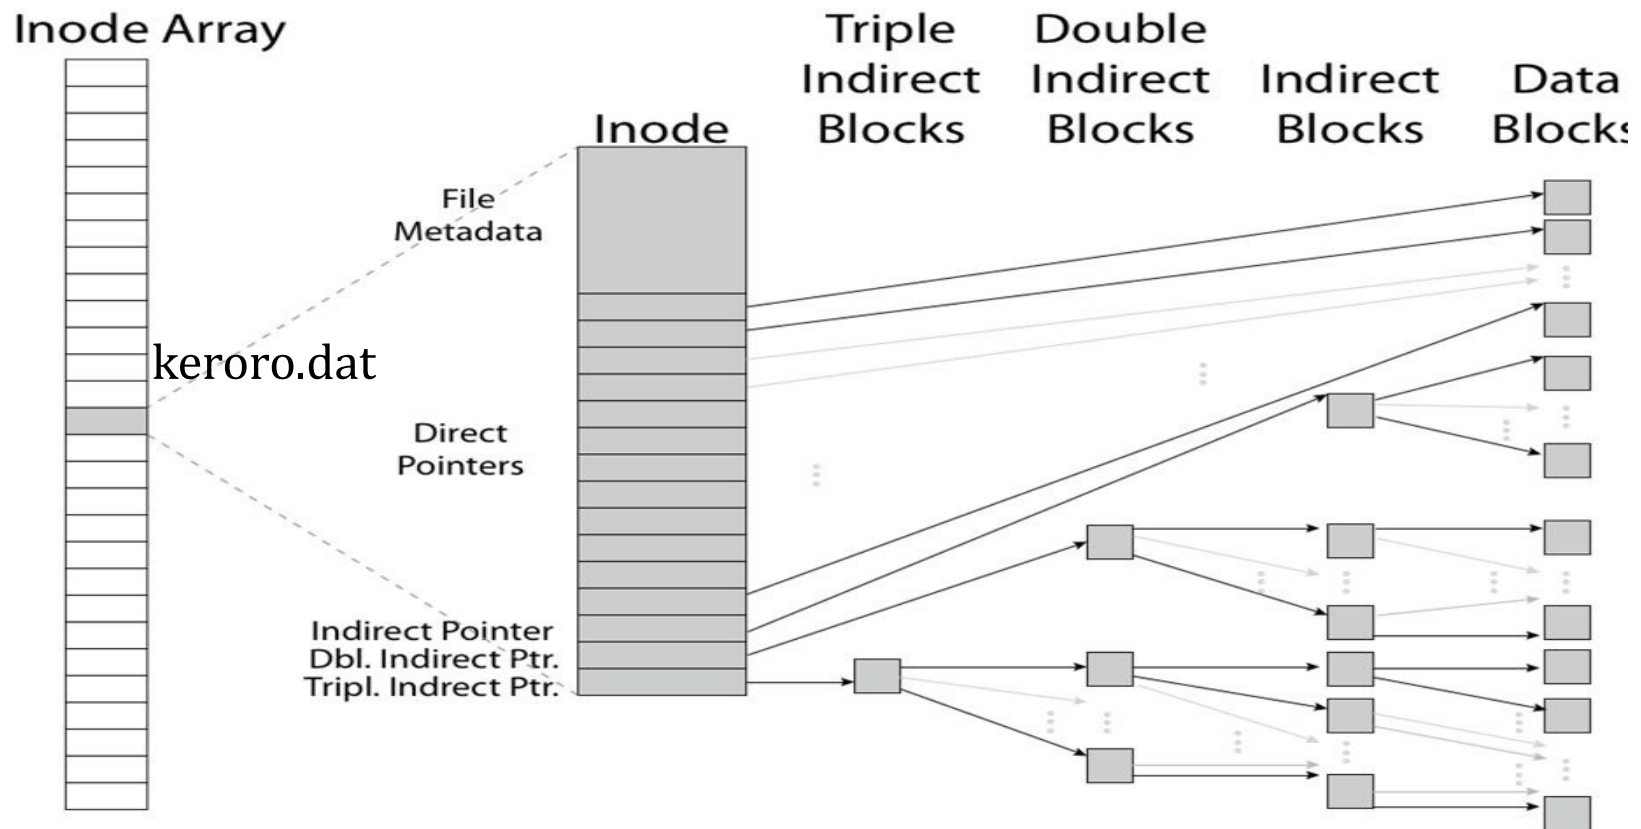 Inode Array
Triple
Indirect
Blocks
Double
Indirect
Blocks
Indirect
Blocks
Data
Blocks
Inode
File
Metadata
keroro.dat
Direct
Pointers
Indirect Pointer
Dbl. Indirect Ptr.
Tripl. Indrect Ptr.